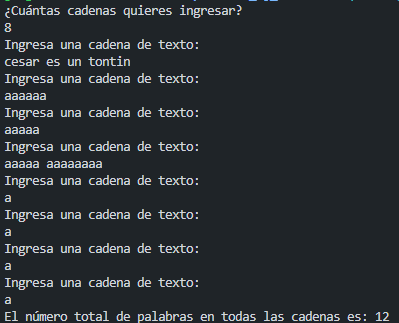 ¿Cuántas cadenas quieres ingresar?
8
Ingresa una cadena de texto:
cesar es un tontin
Ingresa una cadena de texto:
aaaaaa
Ingresa una cadena de texto:
aaaaa
Ingresa una cadena de texto:
aaaaa aaaaaaaa
Ingresa una cadena de texto:
a
Ingresa una cadena de texto:
a
Ingresa una cadena de texto:
a
Ingresa una cadena de texto:
a
El número total de palabras en todas las cadenas es: 12